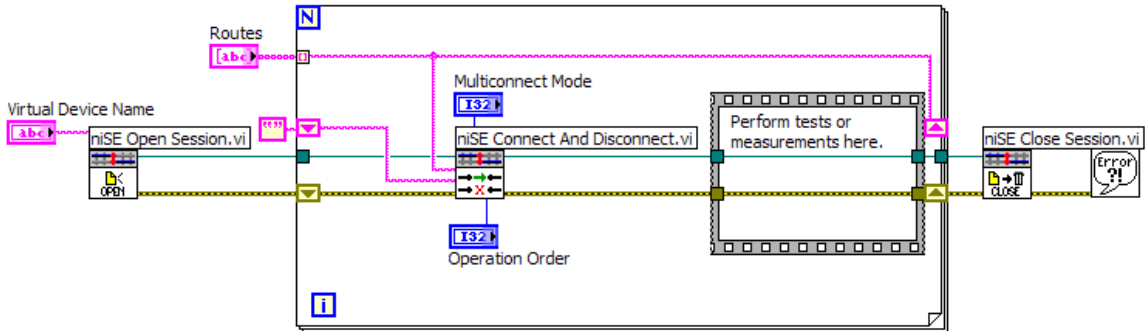 N
Routes
[abc]
Multiconnect Mode
I32
Virtual Device Name
abc
""
niSE Open Session.vi
OPEN
niSE Connect And Disconnect.vi
X
Perform tests or
measurements here.
niSE Close Session.vi
CLOSE
Error
?!
I32
Operation Order
i